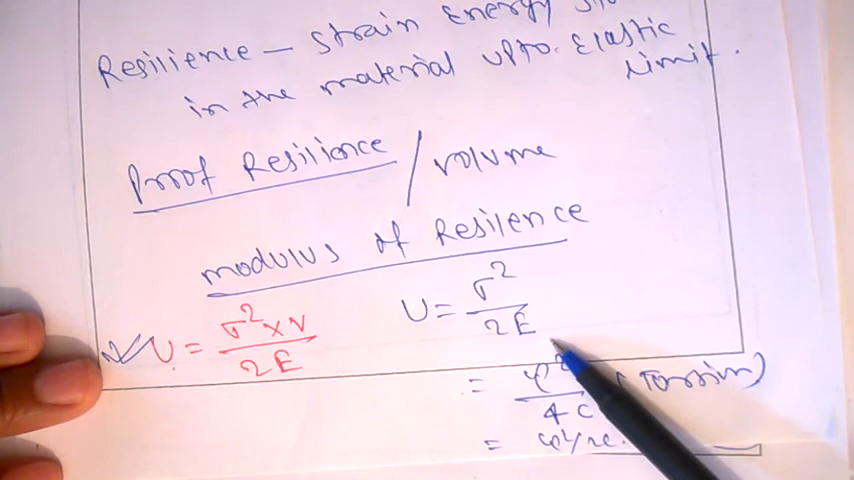 Resilience - Strain Energy
in the material upto Elastic
Limit.
Proof Resilience / volume
modulus of Resilence
U = σ² × V / 2E
U = σ² / 2E
= φ² / 4C (Torsion)
=